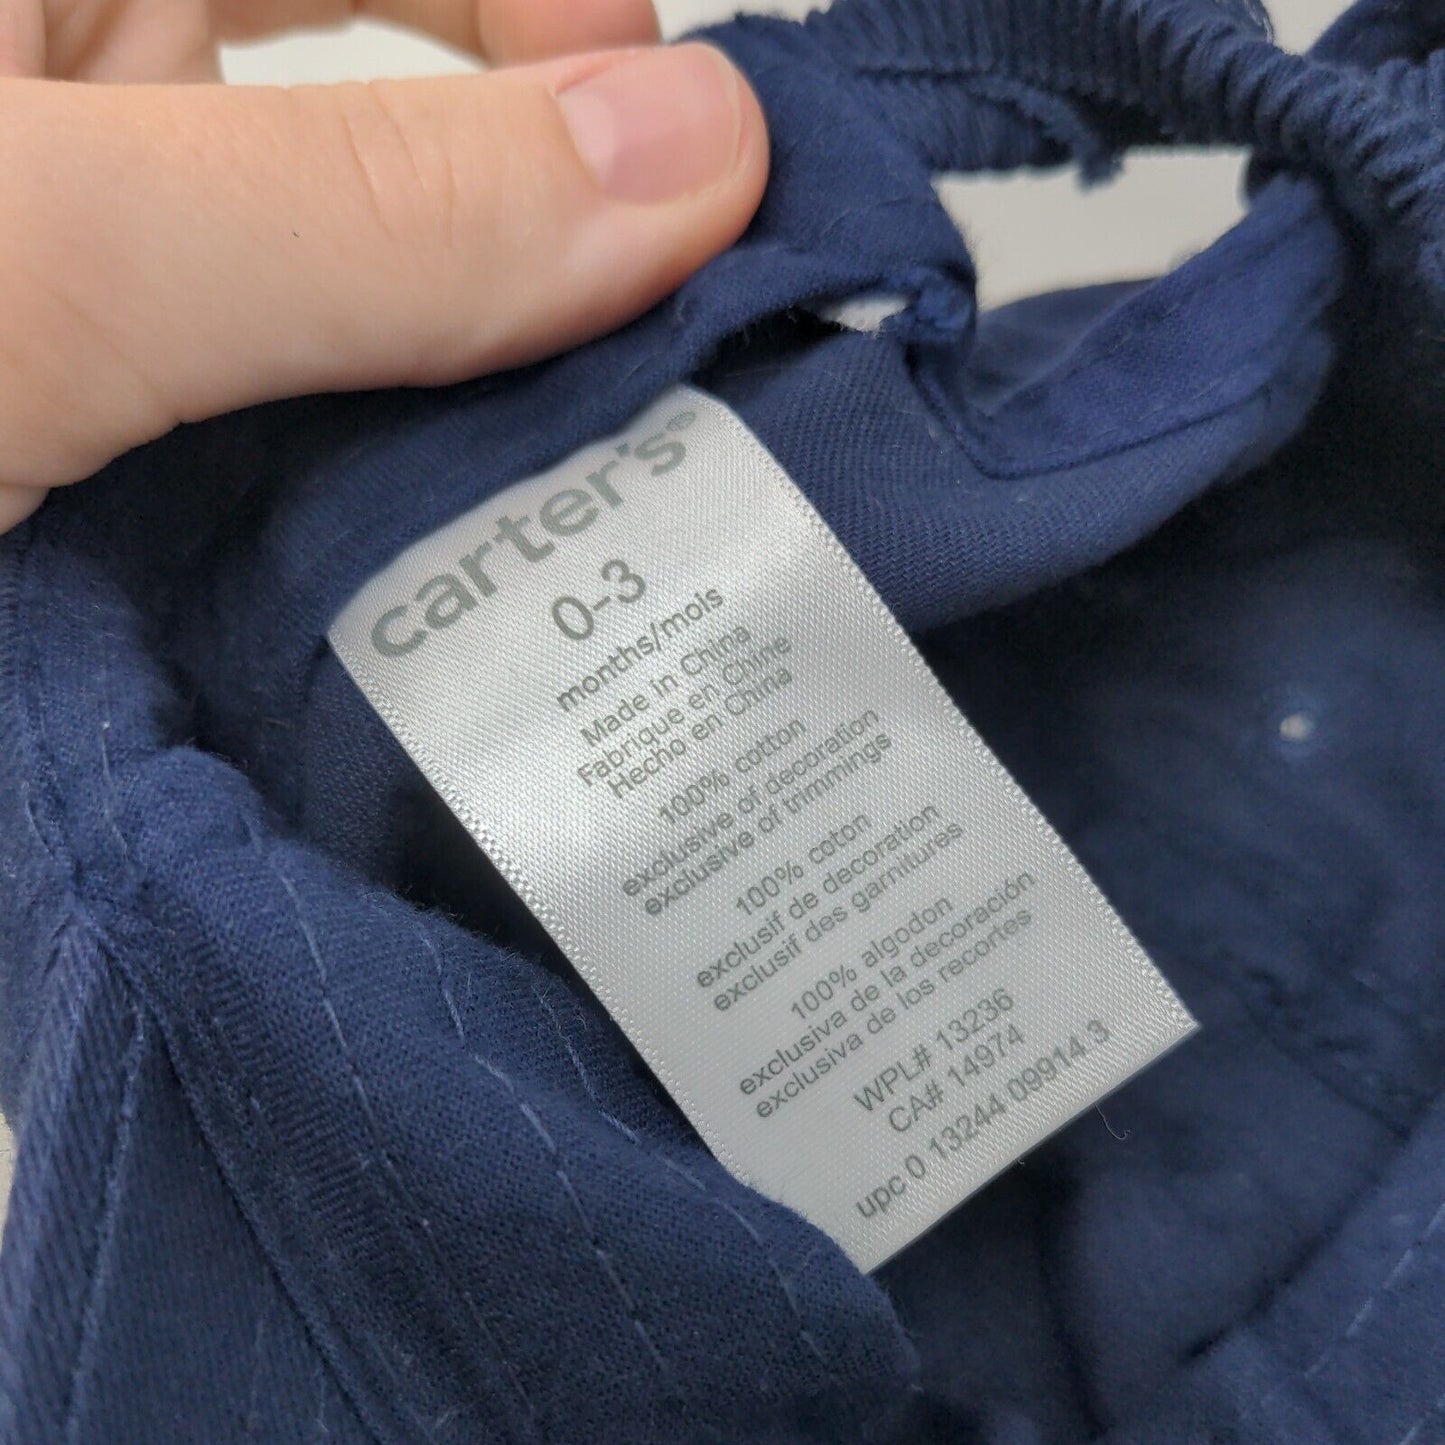 carter's®
0-3
months/mois
Made in China
Fabrique en Chine
Hecho en China
100% cotton
exclusive of decoration
exclusive of trimmings
100% coton
exclusif de decoration
exclusif des garnitures
100% algodon
exclusiva de la decoración
exclusiva de los recortes
WPL# 13236
CA# 14974
upc 0 13244 09914 3